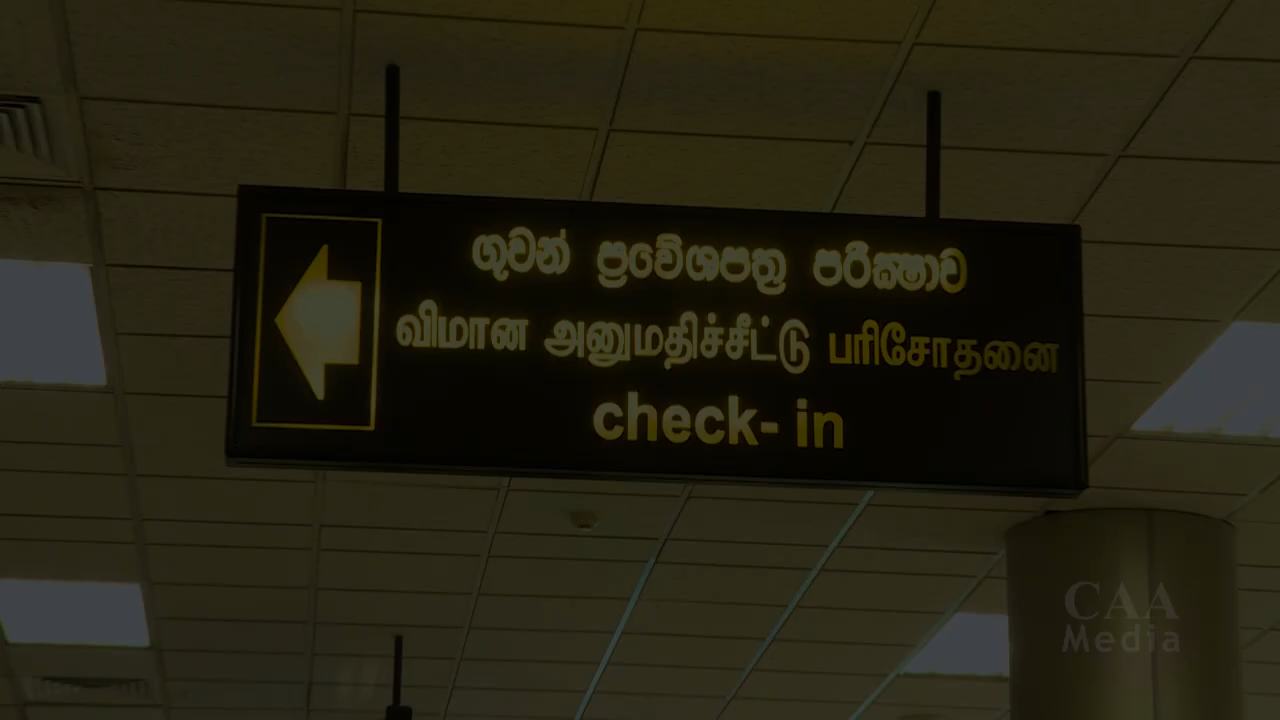 ගුවන් ප්‍රවේශපත්‍ර පරීක්ෂාව
விமான அனுமதிச்சீட்டு பரிசோதனை
check- in
CAA
Media